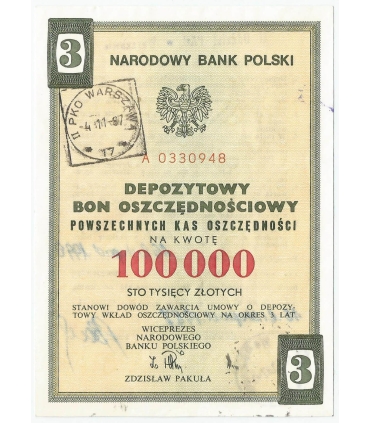 3
NARODOWY BANK POLSKI
II PKO WARSZAWA
17
A 0330948
DEPOZYTOWY
BON OSZCZĘDNOŚCIOWY
POWSZECHNYCH KAS OSZCZĘDNOŚCI
NA KWOTĘ
100 000
STO TYSIĘCY ZŁOTYCH
STANOWI DOWÓD ZAWARCIA UMOWY O DEPOZY-
TOWY WKŁAD OSZCZĘDNOŚCIOWY NA OKRES 3 LAT
WICEPREZES
NARODOWEGO
BANKU POLSKIEGO
ZDZISŁAW PAKUŁA
3